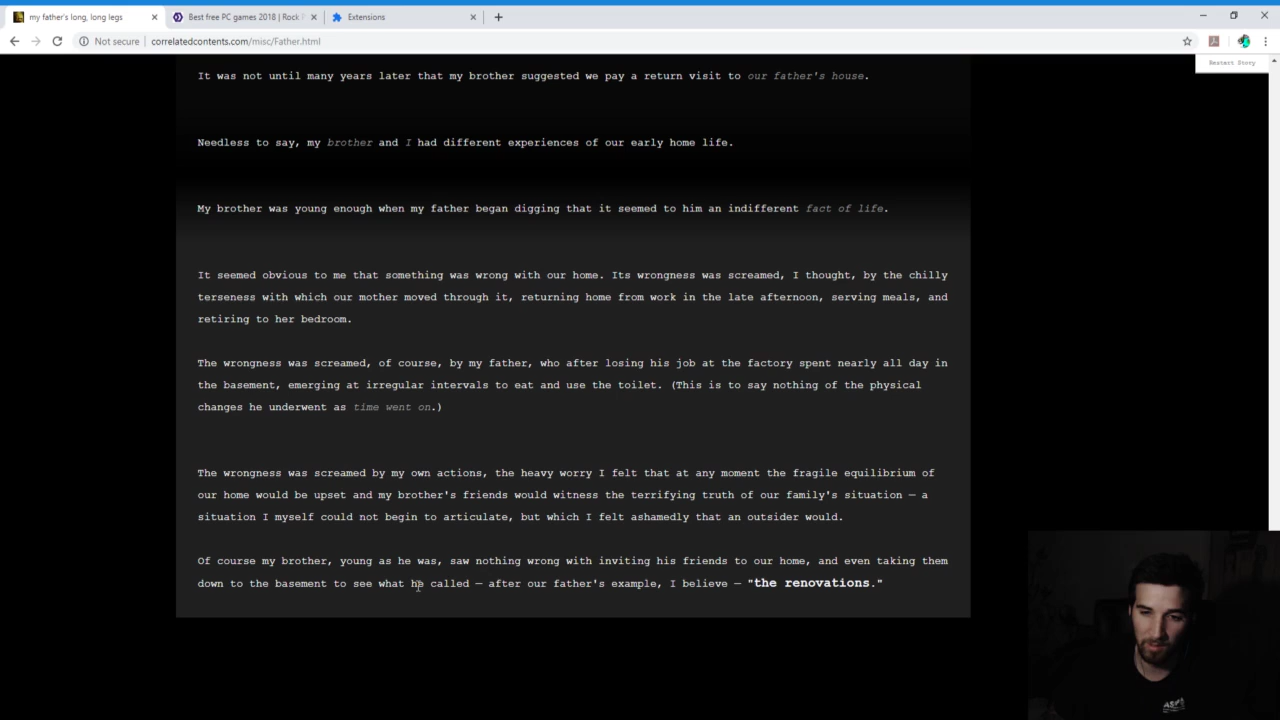 my father's long, long legs
Best free PC games 2018 | Rock P
Extensions
Not secure
correlatedcontents.com/misc/Father.html
Restart Story
It was not until many years later that my brother suggested we pay a return visit to our father's house.
Needless to say, my brother and I had different experiences of our early home life.
My brother was young enough when my father began digging that it seemed to him an indifferent fact of life.
It seemed obvious to me that something was wrong with our home. Its wrongness was screamed, I thought, by the chilly
terseness with which our mother moved through it, returning home from work in the late afternoon, serving meals, and
retiring to her bedroom.
The wrongness was screamed, of course, by my father, who after losing his job at the factory spent nearly all day in
the basement, emerging at irregular intervals to eat and use the toilet. (This is to say nothing of the physical
changes he underwent as time went on.)
The wrongness was screamed by my own actions, the heavy worry I felt that at any moment the fragile equilibrium of
our home would be upset and my brother's friends would witness the terrifying truth of our family's situation — a
situation I myself could not begin to articulate, but which I felt ashamedly that an outsider would.
Of course my brother, young as he was, saw nothing wrong with inviting his friends to our home, and even taking them
down to the basement to see what he called — after our father's example, I believe — "the renovations."